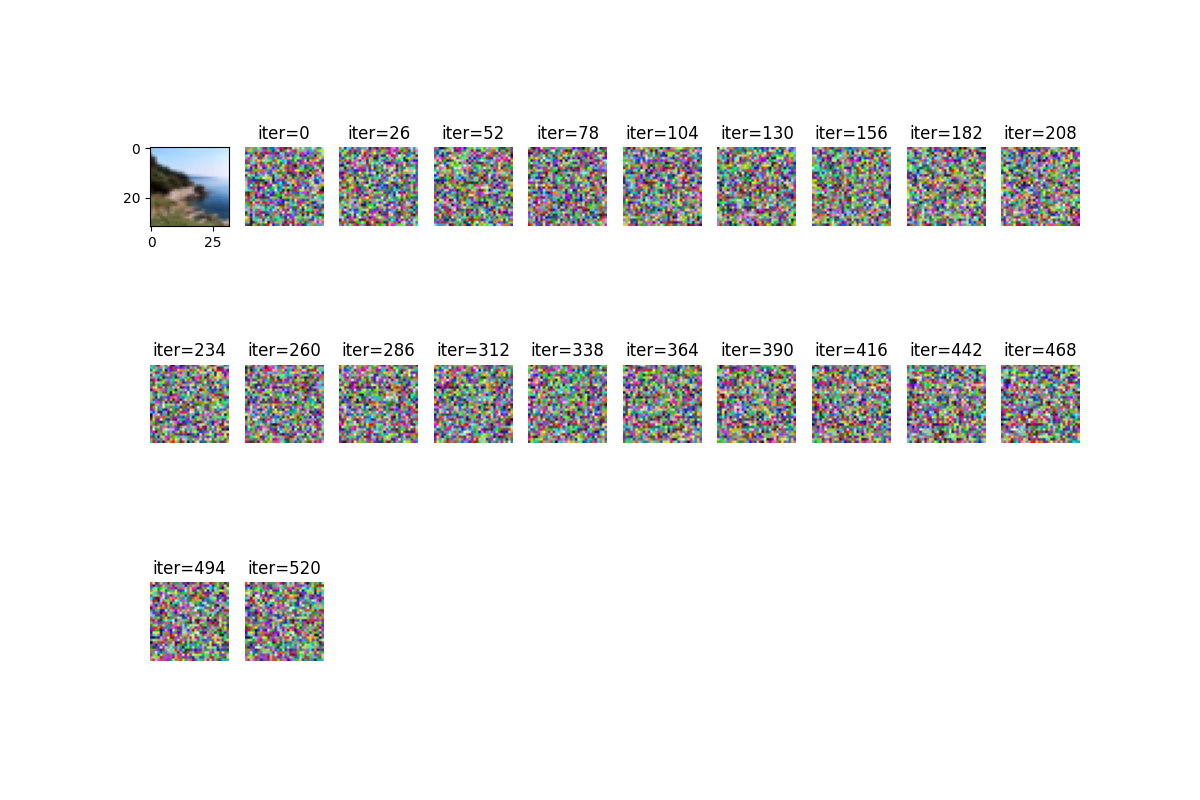 iter=0 iter=26 iter=52 iter=78 iter=104 iter=130 iter=156 iter=182 iter=208
0
20
0 25
iter=234 iter=260 iter=286 iter=312 iter=338 iter=364 iter=390 iter=416 iter=442 iter=468
iter=494 iter=520